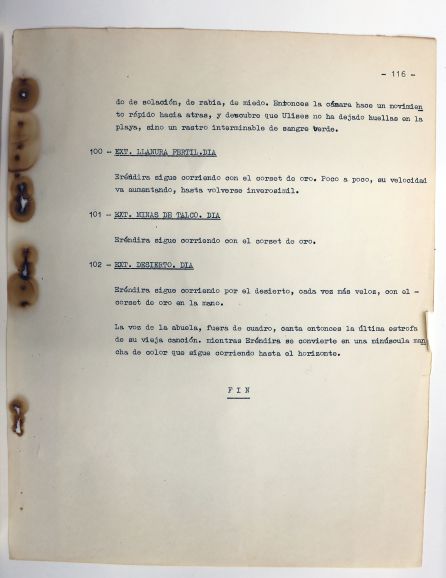 - 116 -
do de solación, de rabia, de miedo. Entonces la cámara hace un novimien
to rápido hacia atras, y descubre que Ulises no ha dejado huellas en la
playa, sino un rastro interminable de sangre verde.
100 - EXT. LLANURA FERTIL.DIA
Eréndira sigue corriendo con el corset de oro. Poco a poco, su velocidad
va aumentando, hasta volverse inverosímil.
101 - EXT. MINAS DE TALCO. DIA
Eréndira sigue corriendo con el corset de oro.
102 - EXT. DESIERTO. DIA
Eréndira sigue corriendo por el desierto, cada vez más veloz, con el -
corset de oro en la mano.
La voz de la abuela, fuera de cuadro, canta entonces la última estrofa
de su vieja canción. mientras Eréndira se convierte en una minúscula man
cha de color que sigue corriendo hasta el horizonte.
F I N